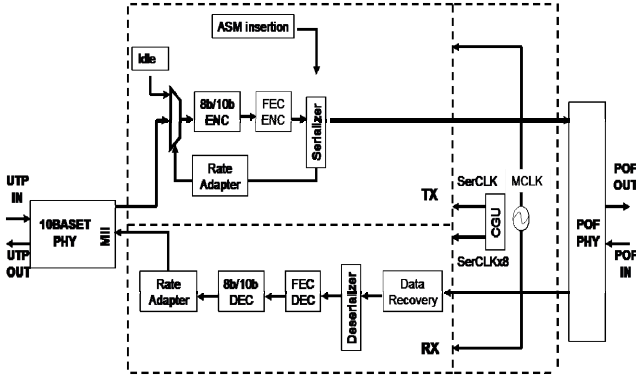 ASM insertion
Idle
8b/10b
ENC
FEC
ENC
Serializer
Rate
Adapter
UTP
IN
10BASET
PHY
MII
UTP
OUT
TX
SerCLK
MCLK
CGU
SerCLKx8
POF
PHY
POF
OUT
POF
IN
Rate
Adapter
8b/10b
DEC
FEC
DEC
Deserializer
Data
Recovery
RX